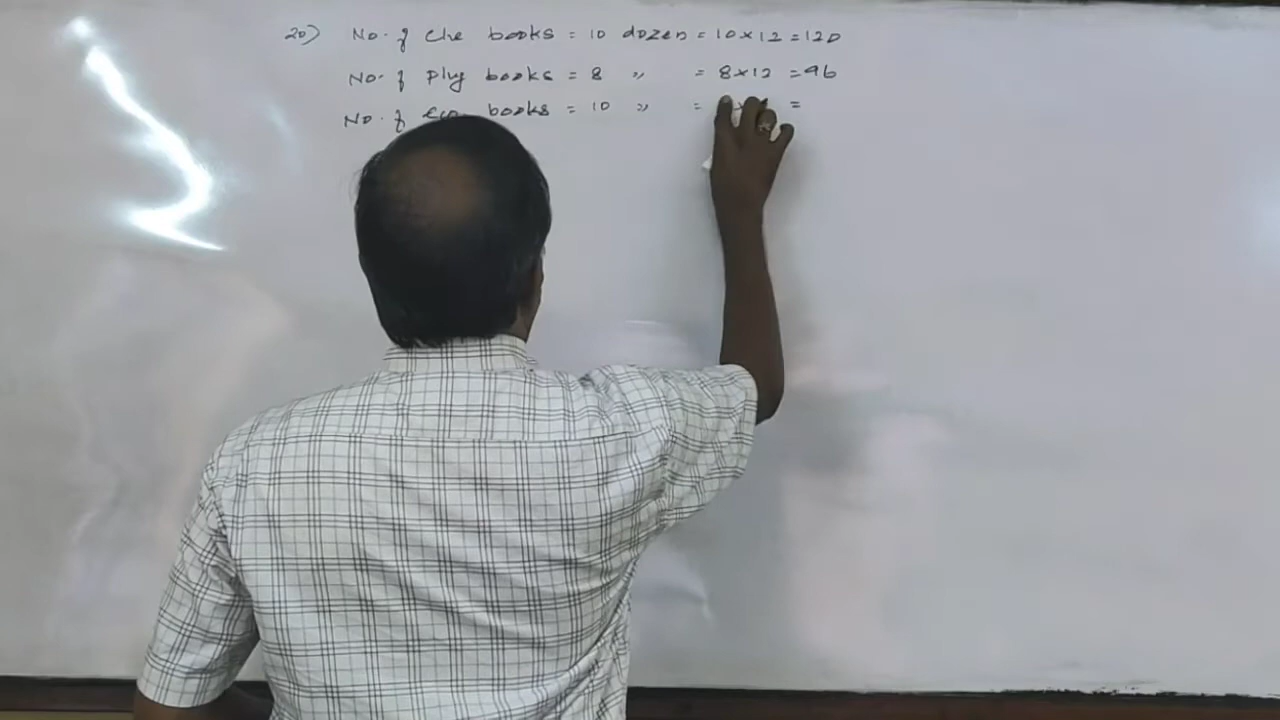 20) No. of Che books = 10 dozen = 10×12 = 120
No. of Phy books = 8 ,, = 8×12 = 96
No. of eco books = 10 ,, = × =